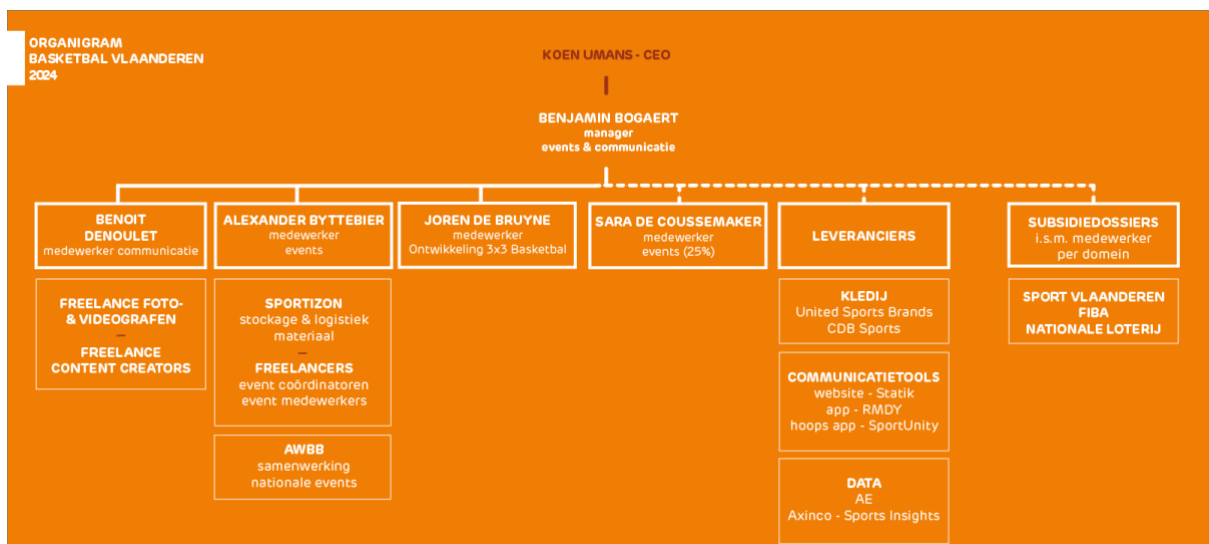 ORGANIGRAM
BASKETBAL VLAANDEREN
2024
KOEN UMANS - CEO
BENJAMIN BOGAERT
manager
events & communicatie
BENOIT
DENOULET
medewerker communicatie
ALEXANDER BYTTEBIER
medewerker
events
JOREN DE BRUYNE
medewerker
Ontwikkeling 3x3 Basketbal
SARA DE COUSSEMAKER
medewerker
events (25%)
LEVERANCIERS
SUBSIDIEDOSSIERS
i.s.m. medewerker
per domein
FREELANCE FOTO-
& VIDEOGRAFEN
–
FREELANCE
CONTENT CREATORS
SPORTIZON
stockage & logistiek
materiaal
–
FREELANCERS
event coördinatoren
event medewerkers
AWBB
samenwerking
nationale events
KLEDIJ
United Sports Brands
CDB Sports
COMMUNICATIETOOLS
website - Statik
app - RMDY
hoops app - SportUnity
DATA
AE
Axinco - Sports Insights
SPORT VLAANDEREN
FIBA
NATIONALE LOTERIJ